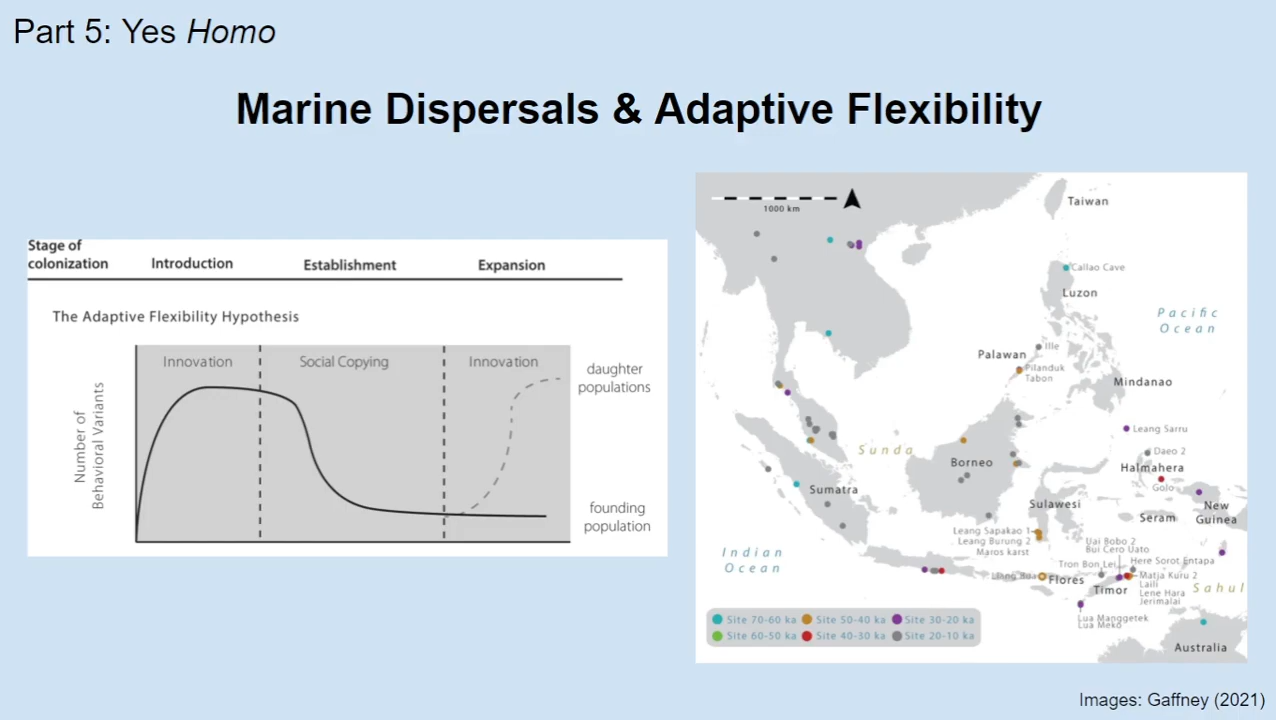 Part 5: Yes Homo
Marine Dispersals & Adaptive Flexibility
Stage of
colonization
Introduction
Establishment
Expansion
The Adaptive Flexibility Hypothesis
Innovation
Social Copying
Innovation
Number of
Behavioral Variants
daughter
populations
founding
population
1000 km
Taiwan
Callao Cave
Luzon
Pacific
Ocean
Ille
Palawan
Pilanduk
Tabon
Mindanao
Leang Sarru
Sunda
Daeo 2
Borneo
Halmahera
Golo
Sumatra
Sulawesi
New
Guinea
Seram
Leang Sapakao 1
Leang Burung 2
Maros karst
Uai Bobo 2
Bui Cero Uato
Indian
Ocean
Tron Bon Lei
Here Sorot Entapa
Liang Bua
Flores
Matja Kuru 2
Laili
Lene Hara
Jerimalai
Timor
Sahul
Lua Manggetek
Lua Meko
Site 70-60 ka
Site 50-40 ka
Site 30-20 ka
Site 60-50 ka
Site 40-30 ka
Site 20-10 ka
Australia
Images: Gaffney (2021)